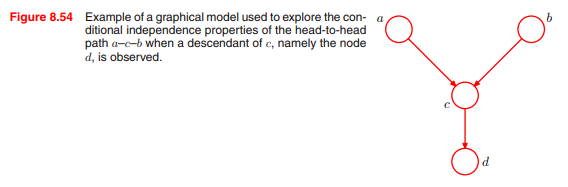 Figure 8.54 Example of a graphical model used to explore the con-
ditional independence properties of the head-to-head
path a–c–b when a descendant of c, namely the node
d, is observed.
a
b
c
d